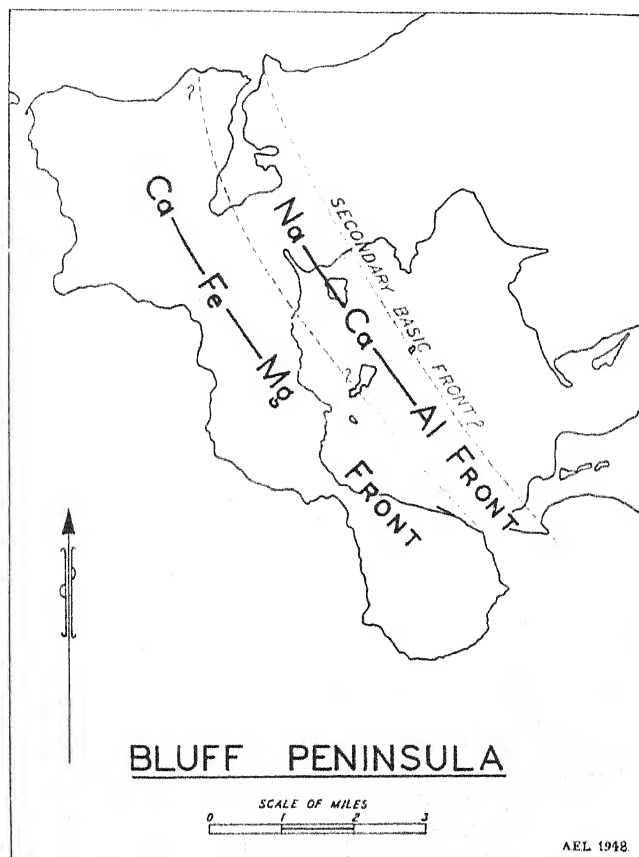 ?
Ca — Fe — Mg FRONT
Na — Ca — Al FRONT
SECONDARY BASIC FRONT?
BLUFF PENINSULA
SCALE OF MILES
0 1 2 3
A.E.L. 1948.